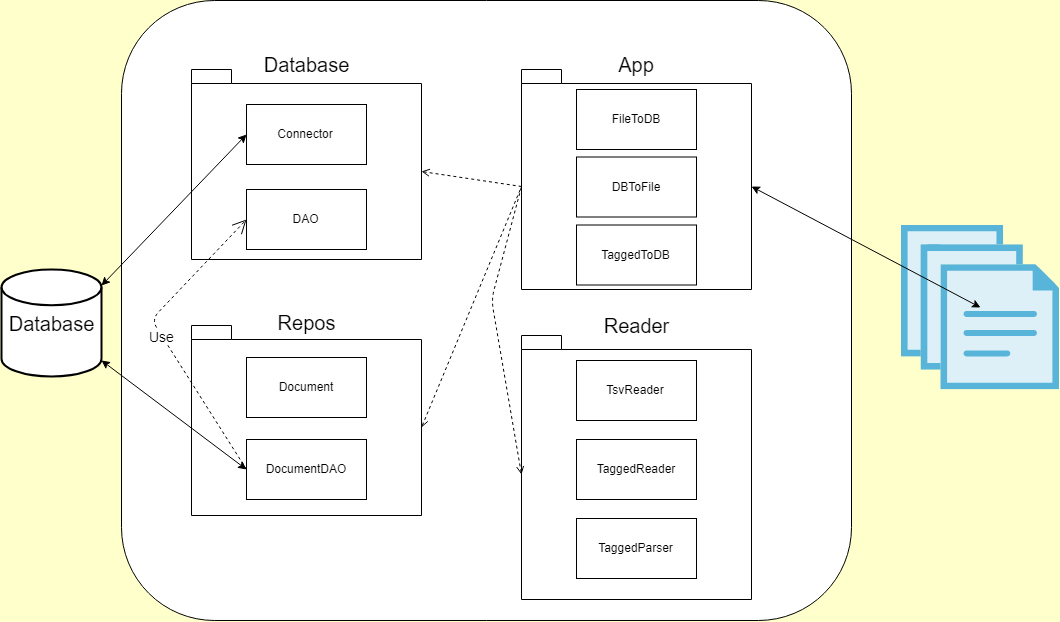 Database
App
Connector
FileToDB
DAO
DBToFile
TaggedToDB
Database
Use
Repos
Reader
Document
TsvReader
DocumentDAO
TaggedReader
TaggedParser